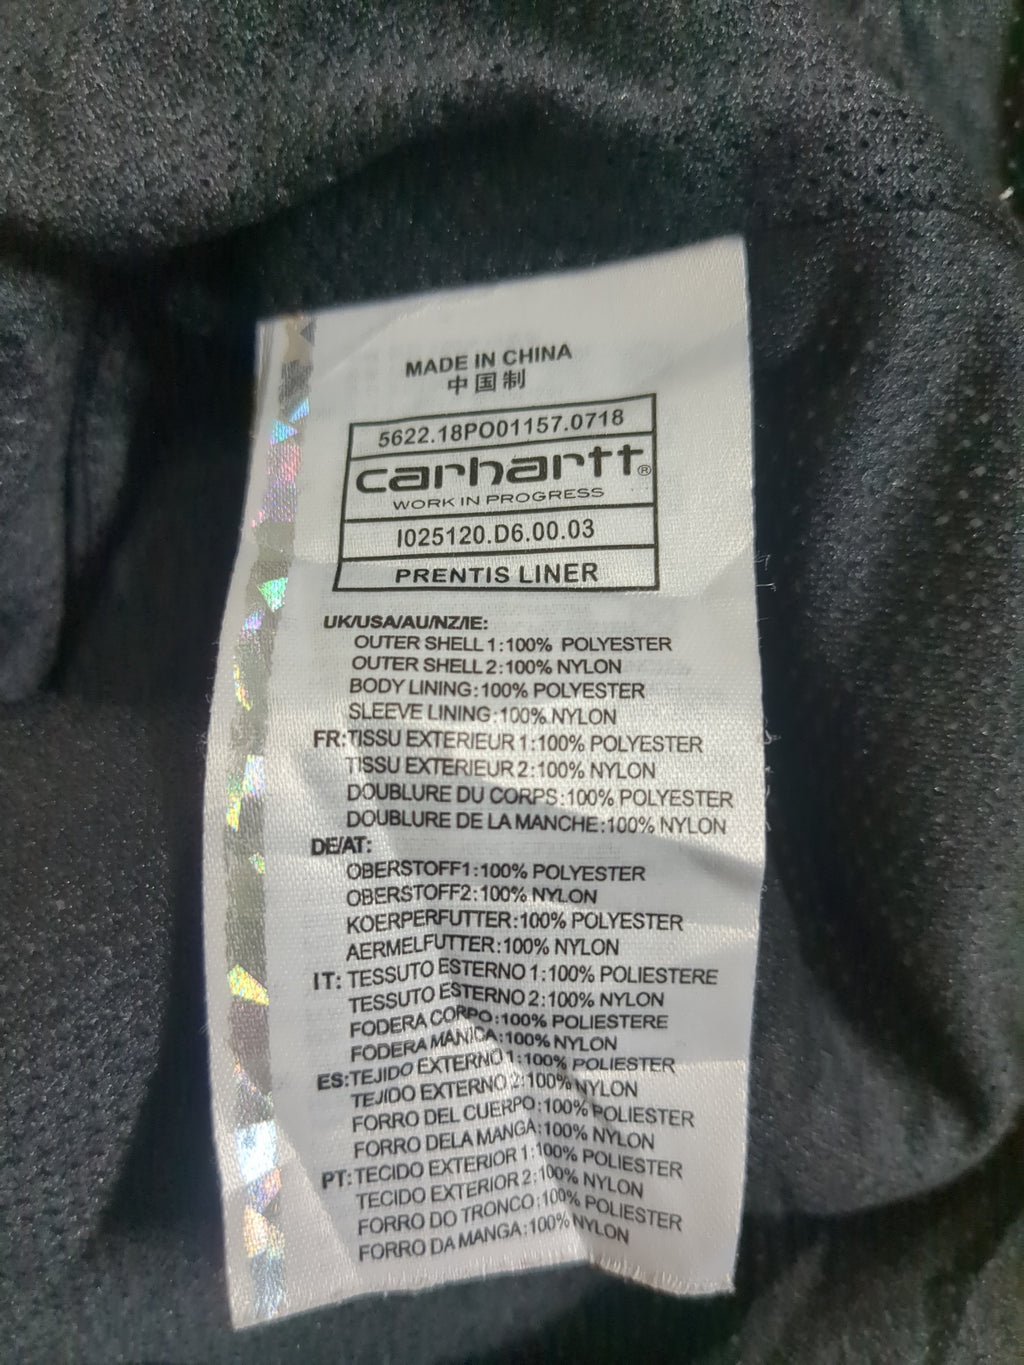 MADE IN CHINA
中国制
5622.18PO01157.0718
carhartt®
WORK IN PROGRESS
I025120.D6.00.03
PRENTIS LINER
UK/USA/AU/NZ/IE:
OUTER SHELL 1:100% POLYESTER
OUTER SHELL 2:100% NYLON
BODY LINING:100% POLYESTER
SLEEVE LINING:100% NYLON
FR:TISSU EXTERIEUR 1:100% POLYESTER
TISSU EXTERIEUR 2:100% NYLON
DOUBLURE DU CORPS:100% POLYESTER
DOUBLURE DE LA MANCHE:100% NYLON
DE/AT:
OBERSTOFF1:100% POLYESTER
OBERSTOFF2:100% NYLON
KOERPERFUTTER:100% POLYESTER
AERMELFUTTER:100% NYLON
IT: TESSUTO ESTERNO 1:100% POLIESTERE
TESSUTO ESTERNO 2:100% NYLON
FODERA CORPO:100% POLIESTERE
FODERA MANICA:100% NYLON
ES:TEJIDO EXTERNO 1:100% POLIESTER
TEJIDO EXTERNO 2:100% NYLON
FORRO DEL CUERPO:100% POLIESTER
FORRO DELA MANGA:100% NYLON
PT:TECIDO EXTERIOR 1:100% POLIESTER
TECIDO EXTERIOR 2:100% NYLON
FORRO DO TRONCO:100% POLIESTER
FORRO DA MANGA:100% NYLON